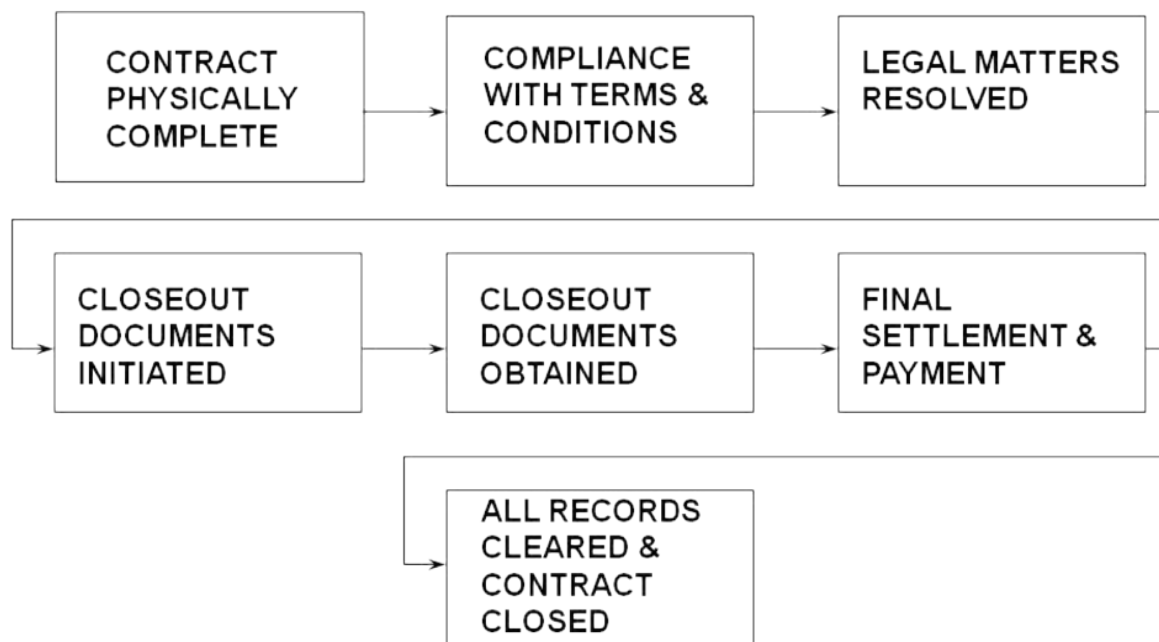 CONTRACT
PHYSICALLY
COMPLETE
COMPLIANCE
WITH TERMS &
CONDITIONS
LEGAL MATTERS
RESOLVED
CLOSEOUT
DOCUMENTS
INITIATED
CLOSEOUT
DOCUMENTS
OBTAINED
FINAL
SETTLEMENT &
PAYMENT
ALL RECORDS
CLEARED &
CONTRACT
CLOSED